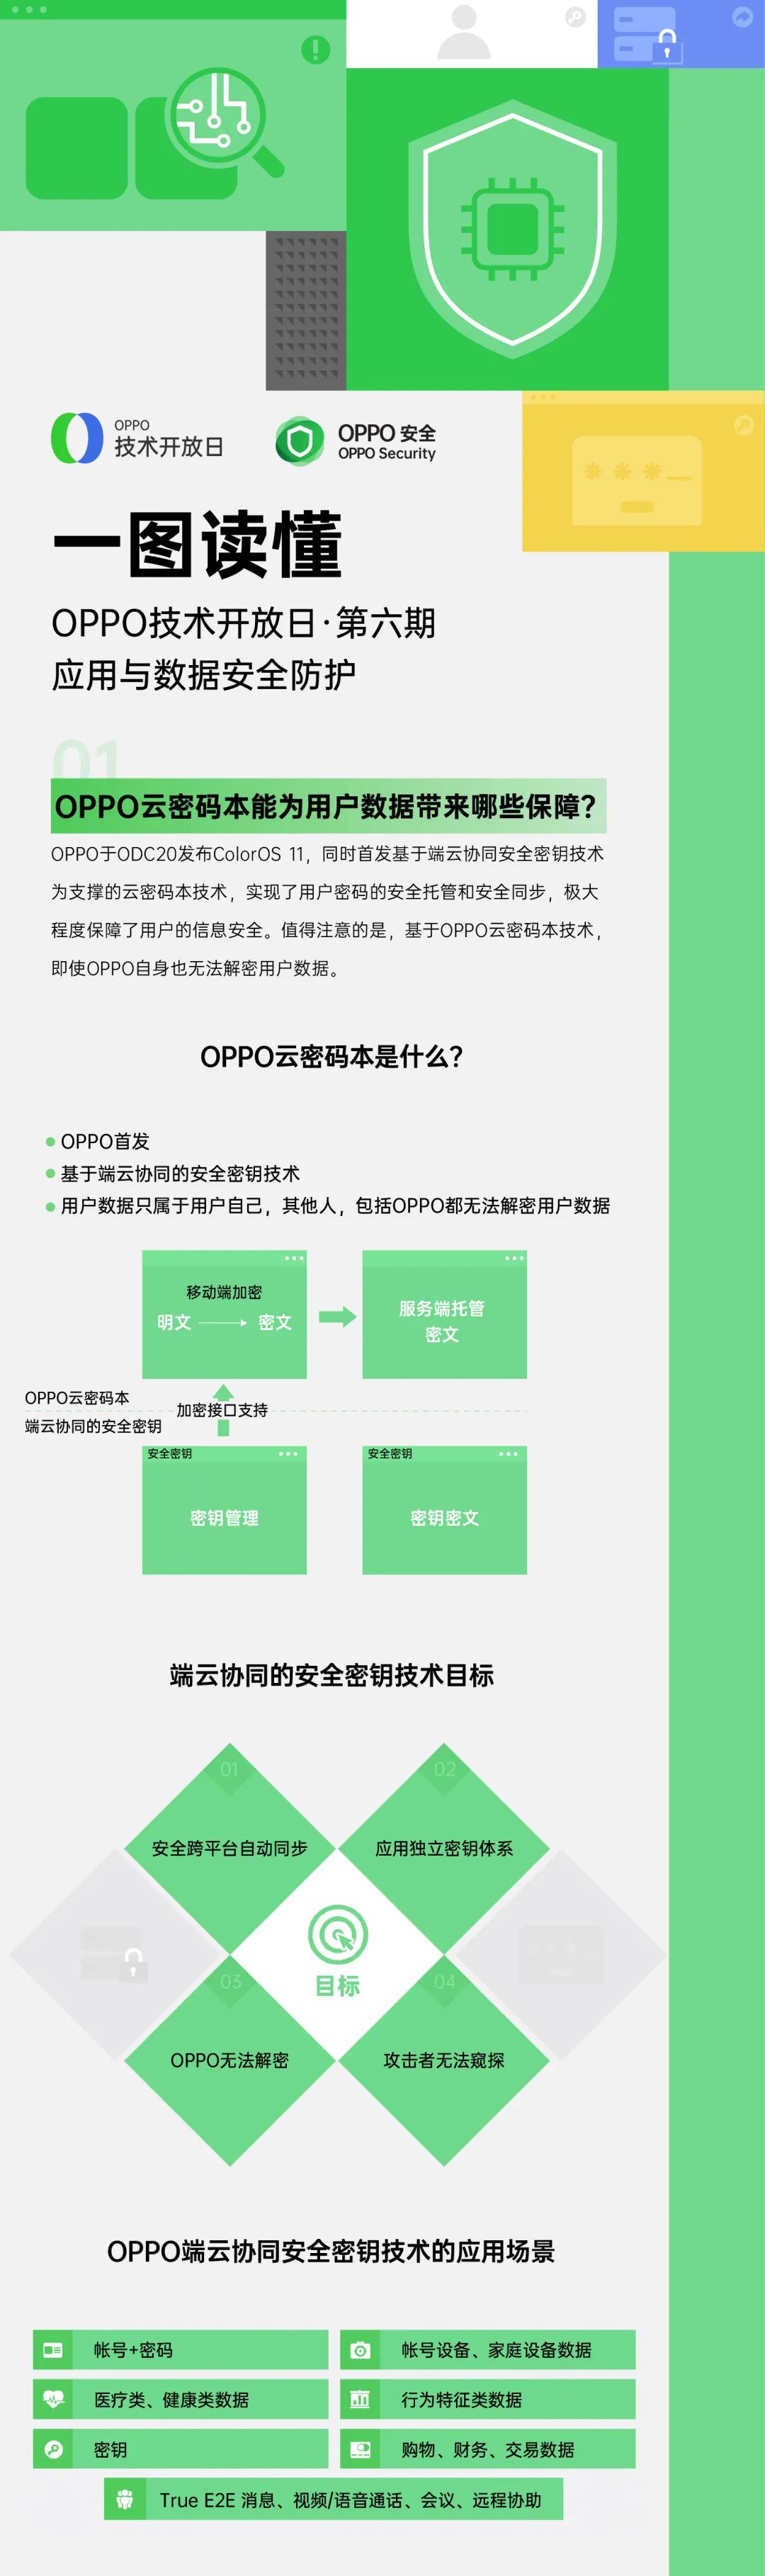 OPPO
技术开放日
OPPO 安全
OPPO Security
一图读懂
OPPO技术开放日·第六期
应用与数据安全防护
01
OPPO云密码本能为用户数据带来哪些保障？
OPPO于ODC20发布ColorOS 11，同时首发基于端云协同安全密钥技术
为支撑的云密码本技术，实现了用户密码的安全托管和安全同步，极大
程度保障了用户的信息安全。值得注意的是，基于OPPO云密码本技术，
即使OPPO自身也无法解密用户数据。
OPPO云密码本是什么？
OPPO首发
基于端云协同的安全密钥技术
用户数据只属于用户自己，其他人，包括OPPO都无法解密用户数据
移动端加密
明文 密文
服务端托管
密文
OPPO云密码本
加密接口支持
端云协同的安全密钥
安全密钥
密钥管理
安全密钥
密钥密文
端云协同的安全密钥技术目标
01
安全跨平台自动同步
02
应用独立密钥体系
目标
03
OPPO无法解密
04
攻击者无法窥探
OPPO端云协同安全密钥技术的应用场景
帐号+密码
帐号设备、家庭设备数据
医疗类、健康类数据
行为特征类数据
密钥
购物、财务、交易数据
True E2E 消息、视频/语音通话、会议、远程协助